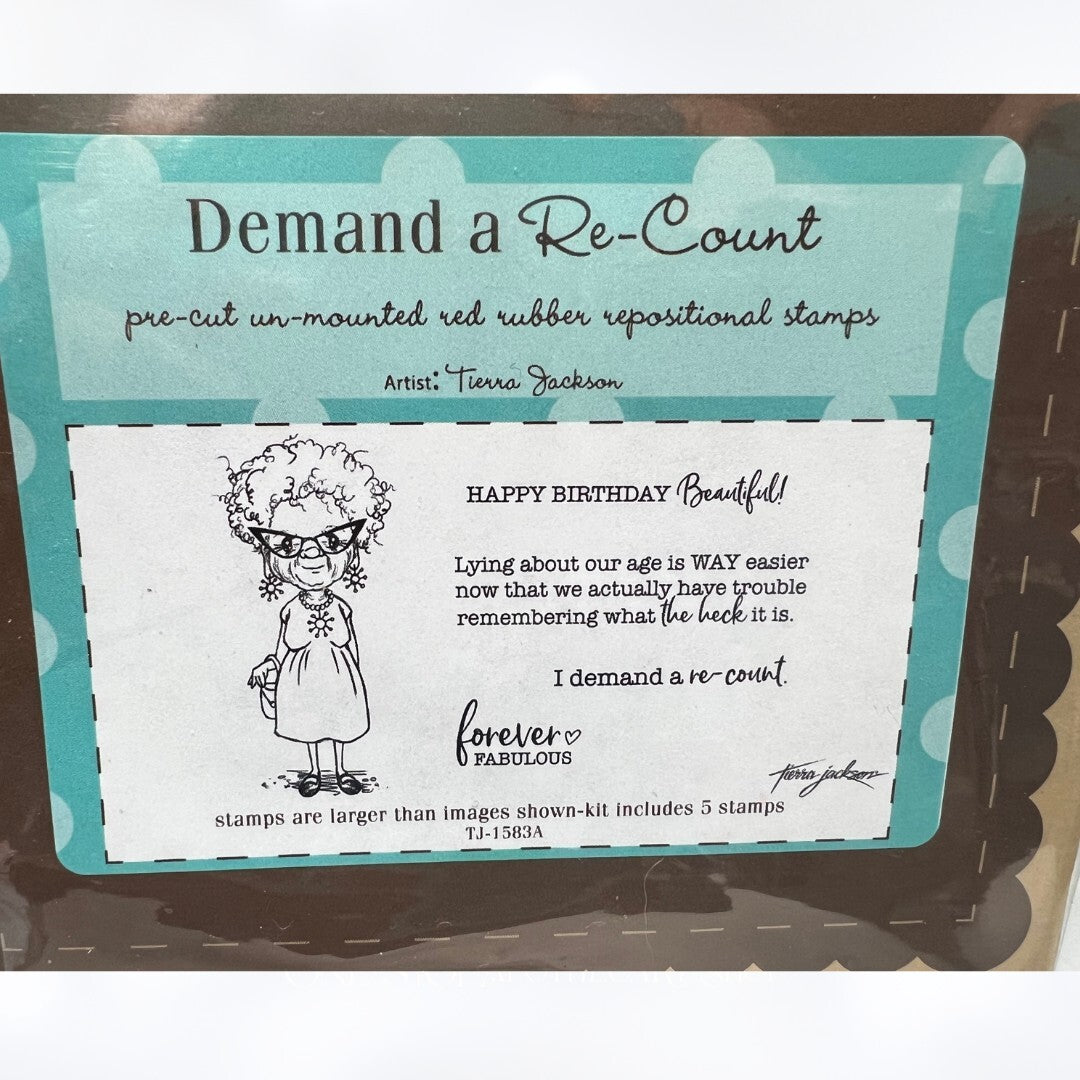 Demand a Re-Count
pre-cut un-mounted red rubber repositional stamps
Artist: Tierra Jackson
HAPPY BIRTHDAY Beautiful!
Lying about our age is WAY easier
now that we actually have trouble
remembering what the heck it is.
I demand a re-count.
forever
FABULOUS
tierra jackson
stamps are larger than images shown-kit includes 5 stamps
TJ-1583A